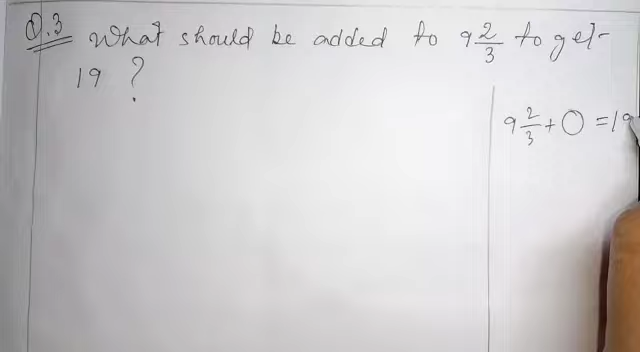 Q.3 What should be added to 9 2/3 to get
19 ?
9 2/3 + ○ = 19